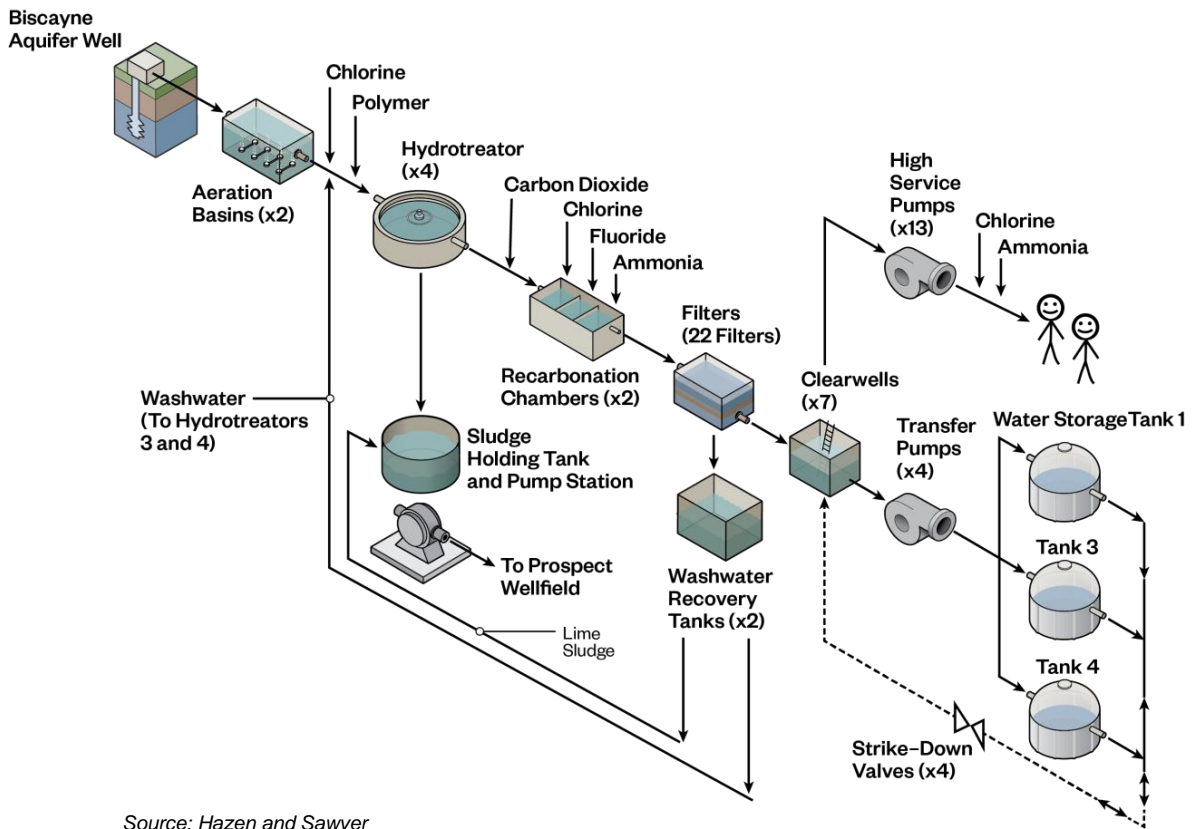 Biscayne
Aquifer Well
Chlorine
Polymer
Aeration
Basins (x2)
Hydrotreator
(x4)
Carbon Dioxide
Chlorine
Fluoride
Ammonia
High
Service
Pumps
(x13)
Chlorine
Ammonia
Recarbonation
Chambers (x2)
Filters
(22 Filters)
Clearwells
(x7)
Washwater
(To Hydrotreators
3 and 4)
Sludge
Holding Tank
and Pump Station
Transfer
Pumps
(x4)
Water Storage Tank 1
Tank 3
Tank 4
To Prospect
Wellfield
Washwater
Recovery
Tanks (x2)
Lime
Sludge
Strike-Down
Valves (x4)
Source: Hazen and Sawyer